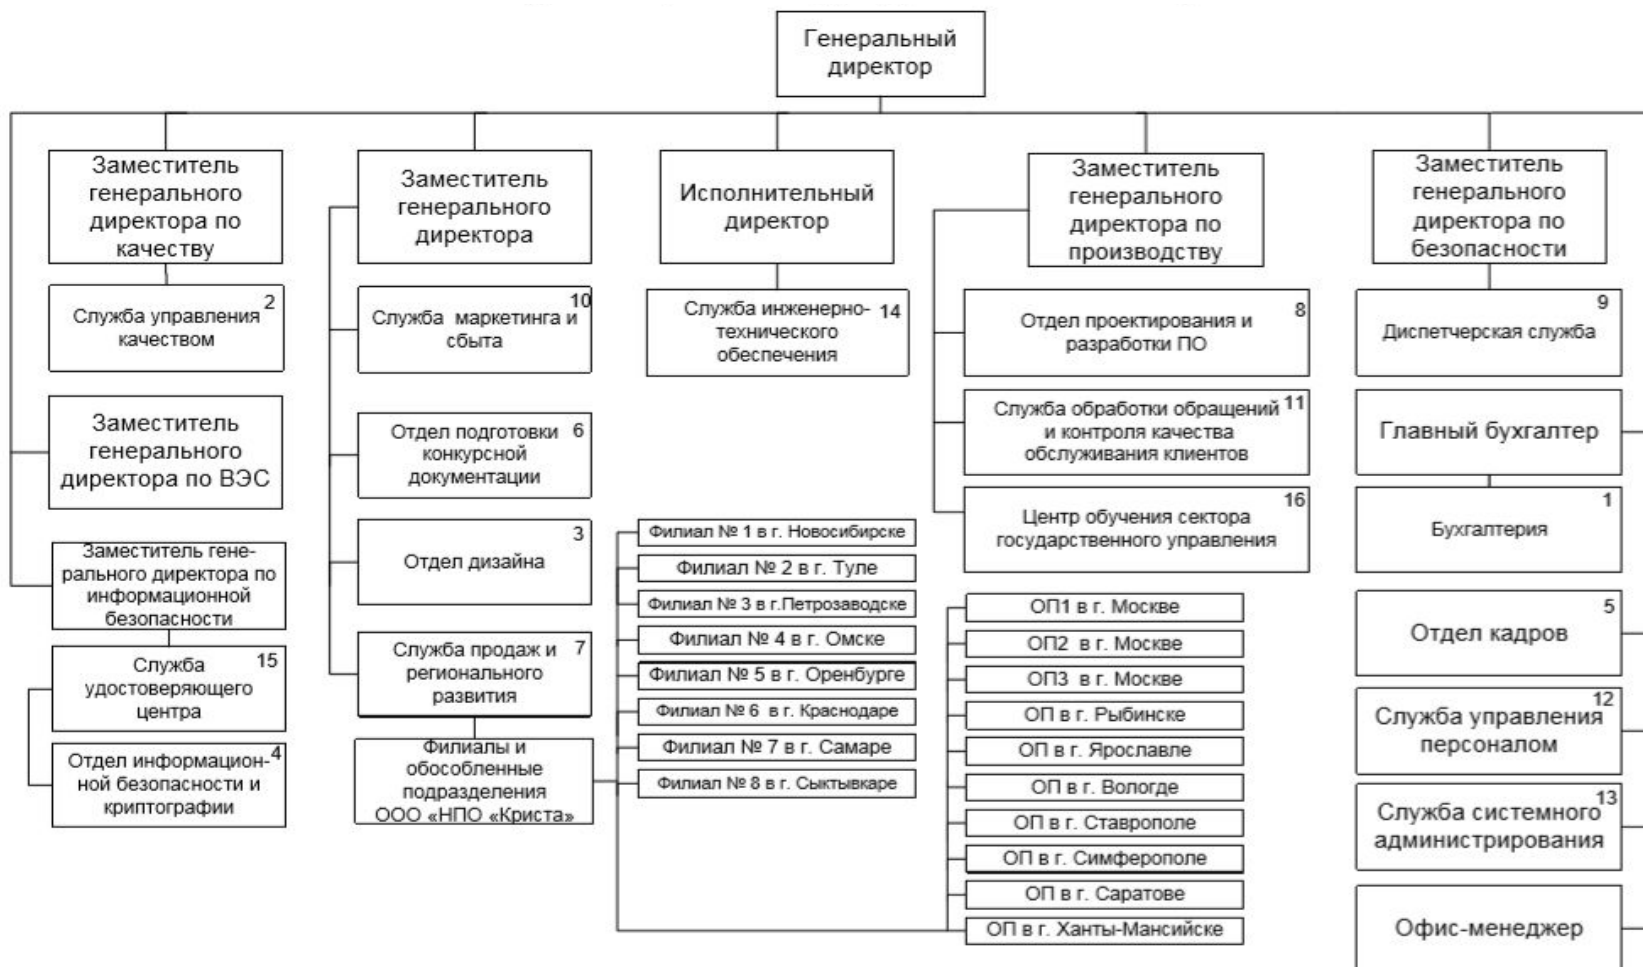 Генеральный
директор
Заместитель
генерального
директора по
качеству
Служба управления
качеством
2
Заместитель
генерального
директора по ВЭС
Заместитель гене-
рального директора по
информационной
безопасности
Служба
удостоверяющего
центра
15
Отдел информацион-
ной безопасности и
криптографии
4
Заместитель
генерального
директора
Служба маркетинга и
сбыта
10
Отдел подготовки
конкурсной
документации
6
Отдел дизайна
3
Служба продаж и
регионального
развития
7
Филиалы и
обособленные
подразделения
ООО «НПО «Криста»
Исполнительный
директор
Служба инженерно-
технического
обеспечения
14
Филиал № 1 в г. Новосибирске
Филиал № 2 в г. Туле
Филиал № 3 в г.Петрозаводске
Филиал № 4 в г. Омске
Филиал № 5 в г. Оренбурге
Филиал № 6 в г. Краснодаре
Филиал № 7 в г. Самаре
Филиал № 8 в г. Сыктывкаре
Заместитель
генерального
директора по
производству
Отдел проектирования и
разработки ПО
8
Служба обработки обращений
и контроля качества
обслуживания клиентов
11
Центр обучения сектора
государственного управления
16
ОП1 в г. Москве
ОП2 в г. Москве
ОП3 в г. Москве
ОП в г. Рыбинске
ОП в г. Ярославле
ОП в г. Вологде
ОП в г. Ставрополе
ОП в г. Симферополе
ОП в г. Саратове
ОП в г. Ханты-Мансийске
Заместитель
генерального
директора по
безопасности
Диспетчерская служба
9
Главный бухгалтер
Бухгалтерия
1
Отдел кадров
5
Служба управления
персоналом
12
Служба системного
администрирования
13
Офис-менеджер